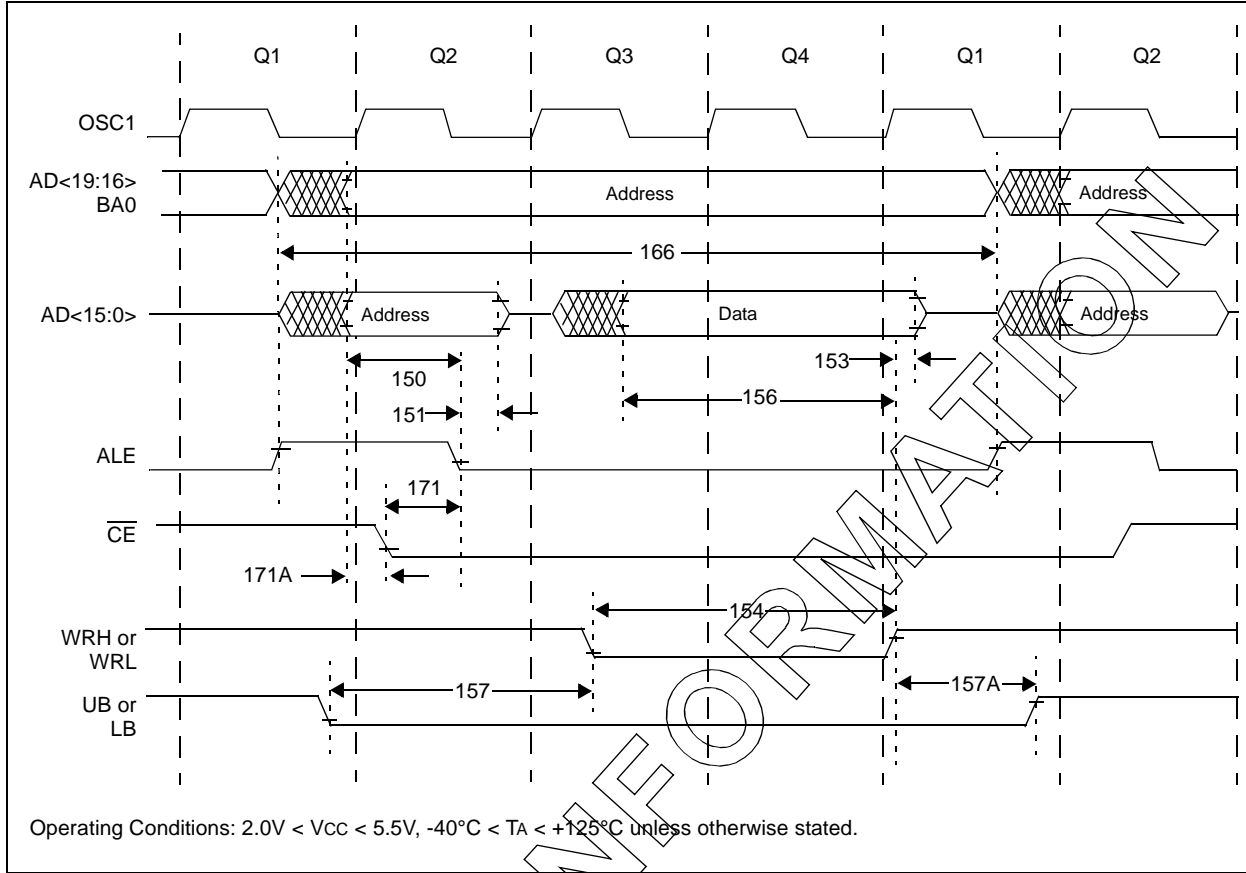 Q1 Q2 Q3 Q4 Q1 Q2
OSC1
AD<19:16>
BA0
Address Address
166
AD<15:0>
Address Data Address
150
153
151
156
ALE
171
CE
171A
154
WRH or
WRL
157
157A
UB or
LB
Operating Conditions: 2.0V < VCC < 5.5V, -40°C < TA < +125°C unless otherwise stated.
NFORMATION